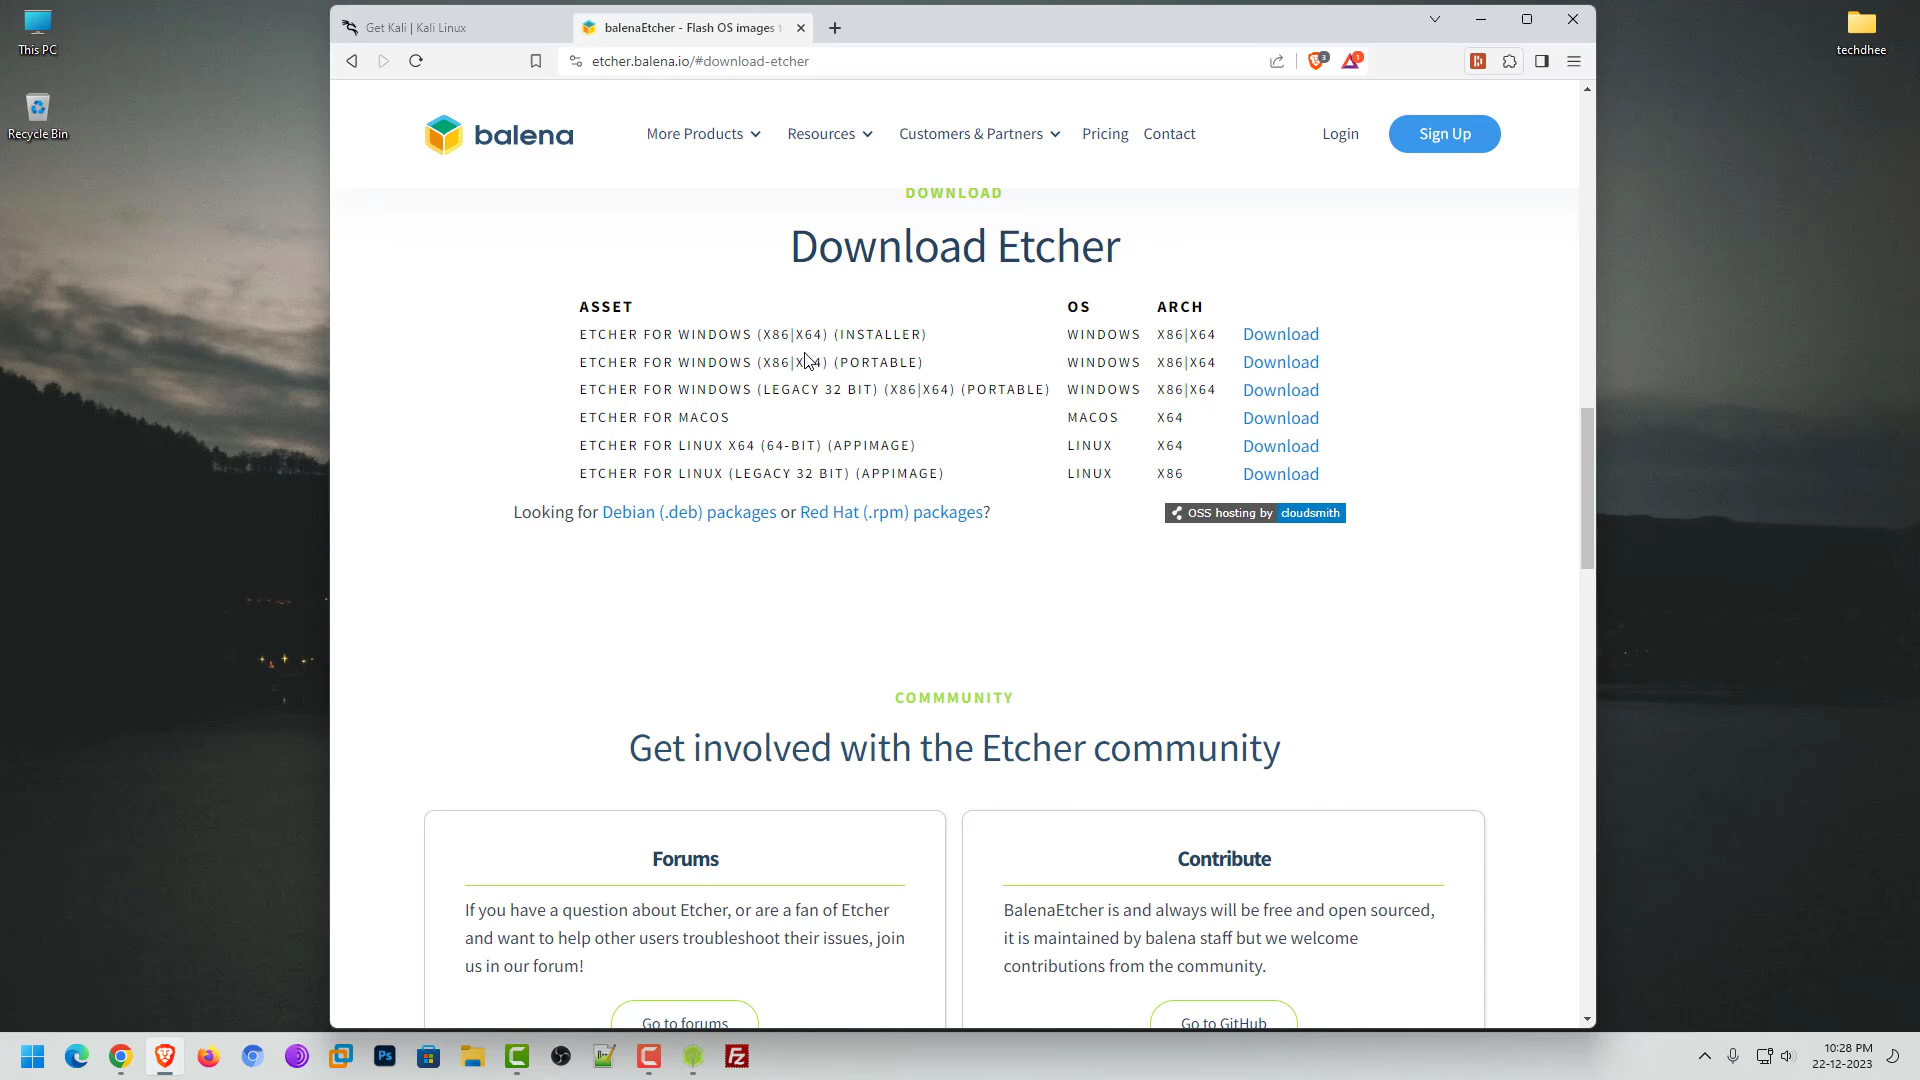 This PC
Recycle Bin
techdhee
Get Kali | Kali Linux
balenaEtcher - Flash OS images t
etcher.balena.io/#download-etcher
3
1
balena
More Products
Resources
Customers & Partners
Pricing
Contact
Login
Sign Up
DOWNLOAD
Download Etcher
ASSET OS ARCH
ETCHER FOR WINDOWS (X86|X64) (INSTALLER) WINDOWS X86|X64 Download
ETCHER FOR WINDOWS (X86|X64) (PORTABLE) WINDOWS X86|X64 Download
ETCHER FOR WINDOWS (LEGACY 32 BIT) (X86|X64) (PORTABLE) WINDOWS X86|X64 Download
ETCHER FOR MACOS MACOS X64 Download
ETCHER FOR LINUX X64 (64-BIT) (APPIMAGE) LINUX X64 Download
ETCHER FOR LINUX (LEGACY 32 BIT) (APPIMAGE) LINUX X86 Download
Looking for Debian (.deb) packages or Red Hat (.rpm) packages?
OSS hosting by cloudsmith
COMMMUNITY
Get involved with the Etcher community
Forums
If you have a question about Etcher, or are a fan of Etcher
and want to help other users troubleshoot their issues, join
us in our forum!
Go to forums
Contribute
BalenaEtcher is and always will be free and open sourced,
it is maintained by balena staff but we welcome
contributions from the community.
Go to GitHub
Ps
Fz
10:28 PM
22-12-2023